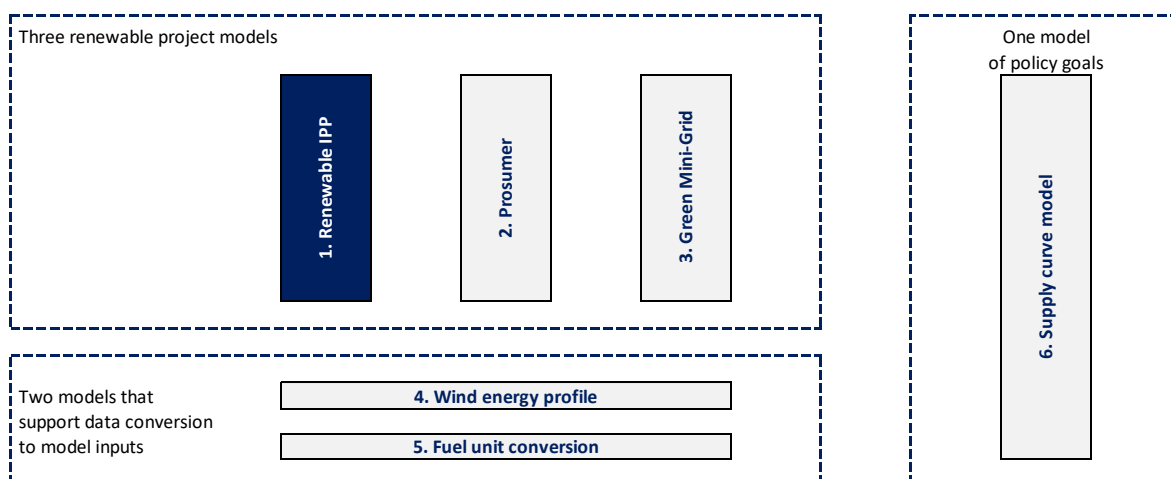 Three renewable project models
1. Renewable IPP
2. Prosumer
3. Green Mini-Grid
Two models that
support data conversion
to model inputs
4. Wind energy profile
5. Fuel unit conversion
One model
of policy goals
6. Supply curve model